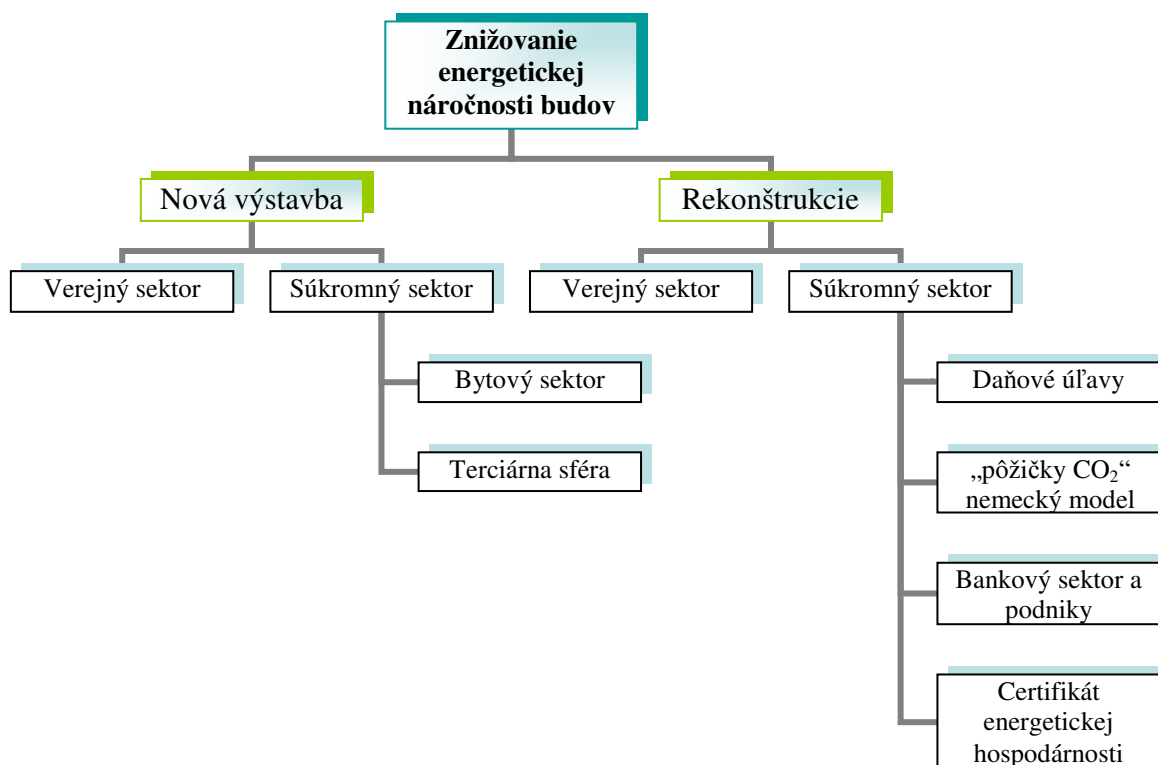 Znižovanie
energetickej
náročnosti budov
Nová výstavba
Rekonštrukcie
Verejný sektor
Súkromný sektor
Verejný sektor
Súkromný sektor
Bytový sektor
Terciárna sféra
Daňové úľavy
„pôžičky CO₂“
nemecký model
Bankový sektor a
podniky
Certifikát
energetickej
hospodárnosti